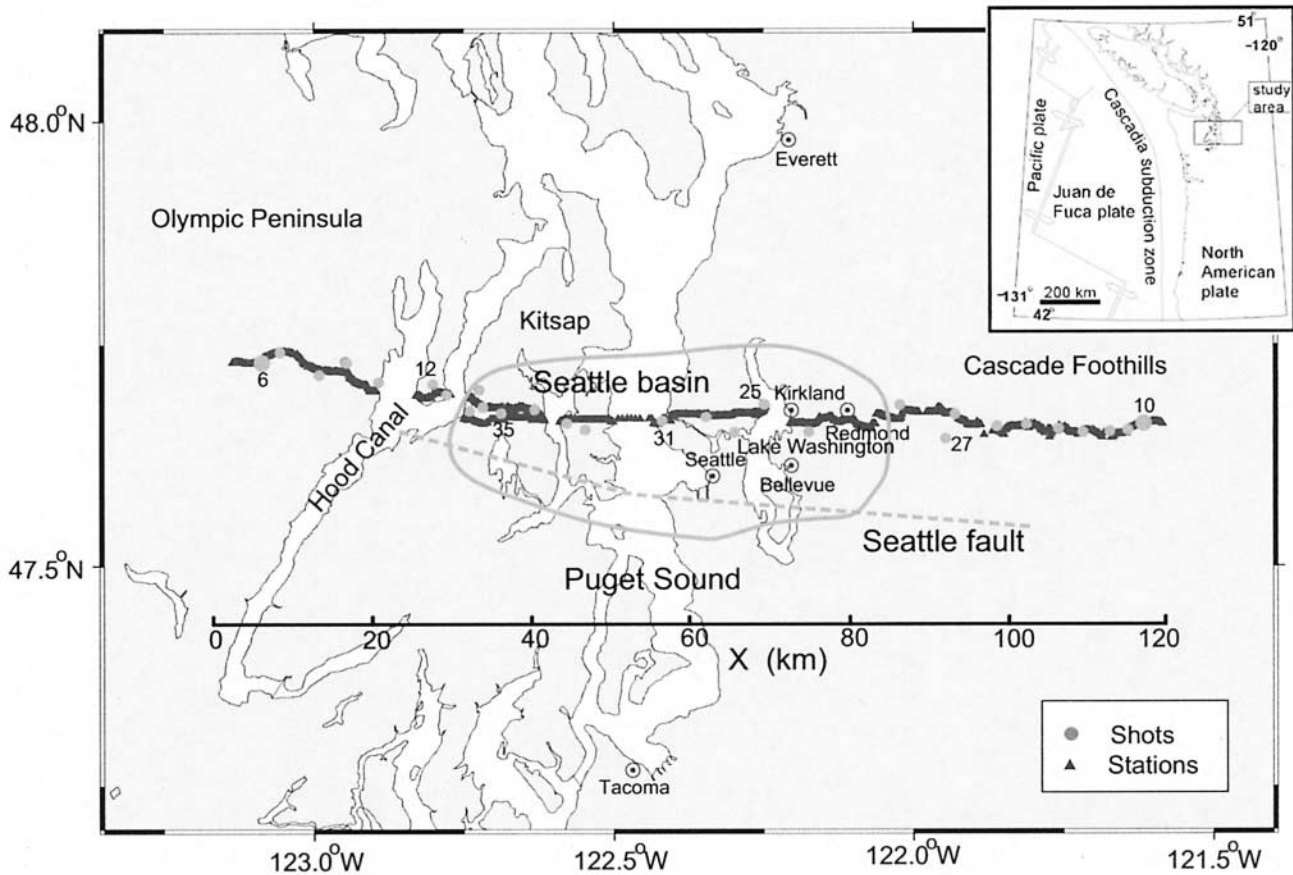 51°
-120°
study
area
Pacific plate
Cascadia subduction zone
Juan de
Fuca plate
North
American
plate
-131°
200 km
42°
48.0°N
Everett
Olympic Peninsula
Kitsap
Cascade Foothills
6
12
Seattle basin
25
Kirkland
10
35
31
Lake Washington
Redmond
27
Hood Canal
Seattle
Bellevue
Seattle fault
47.5°N
Puget Sound
0
20
40
60
80
100
120
X (km)
Shots
Stations
Tacoma
123.0°W
122.5°W
122.0°W
121.5°W